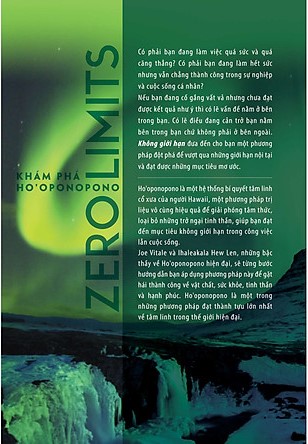 Có phải bạn đang làm việc quá sức và quá
căng thẳng? Có phải bạn đang làm hết sức
nhưng vẫn chẳng thành công trong sự nghiệp
và cuộc sống cá nhân?
Nếu bạn đang cố gắng vất vả nhưng chưa đạt
được kết quả như ý thì có lẽ vấn đề nằm ở bên
trong bạn. Có lẽ điều đang cản trở bạn nằm
bên trong bạn chứ không phải ở bên ngoài.
Không giới hạn đưa đến cho bạn một phương
pháp đột phá để vượt qua những giới hạn nội tại
và đạt được những mục tiêu mơ ước.
KHÁM PHÁ
HO'OPONOPONO
ZERO LIMITS
Ho'oponopono là một hệ thống bí quyết tâm linh
cổ xưa của người Hawaii, một phương pháp trị
liệu vô cùng hiệu quả để giải phóng tâm thức,
loại bỏ những trở ngại tinh thần, giúp bạn đạt
đến mục tiêu không giới hạn trong công việc
lẫn cuộc sống.
Joe Vitale và Ihaleakala Hew Len, những bậc
thầy về Ho'oponopono hiện đại, sẽ từng bước
hướng dẫn bạn áp dụng phương pháp này để gặt
hái thành công về vật chất, sức khỏe, tinh thần
và hạnh phúc. Ho'oponopono là một trong
những phương pháp đạt thành tựu lớn nhất
về tâm linh trong thế giới hiện đại.